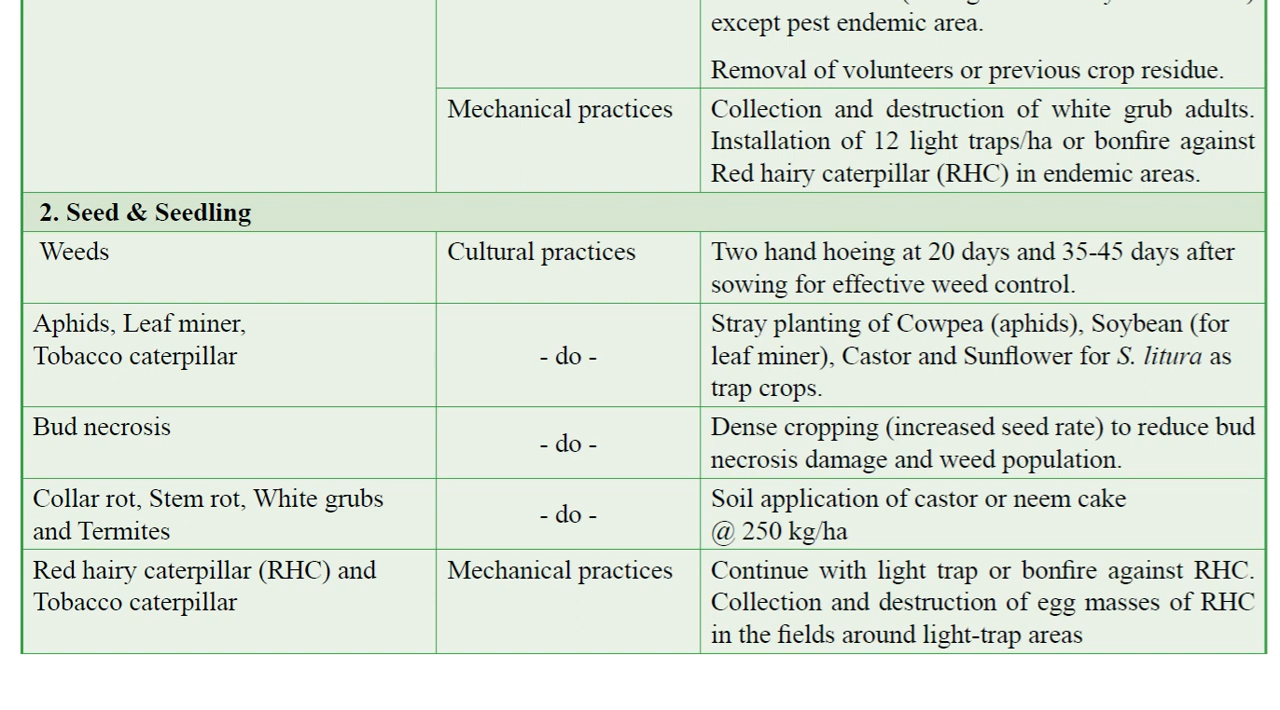 except pest endemic area.
Removal of volunteers or previous crop residue.
Mechanical practices
Collection and destruction of white grub adults.
Installation of 12 light traps/ha or bonfire against
Red hairy caterpillar (RHC) in endemic areas.
2. Seed & Seedling
Weeds
Cultural practices
Two hand hoeing at 20 days and 35-45 days after
sowing for effective weed control.
Aphids, Leaf miner,
Tobacco caterpillar
- do -
Stray planting of Cowpea (aphids), Soybean (for
leaf miner), Castor and Sunflower for S. litura as
trap crops.
Bud necrosis
- do -
Dense cropping (increased seed rate) to reduce bud
necrosis damage and weed population.
Collar rot, Stem rot, White grubs
and Termites
- do -
Soil application of castor or neem cake
@ 250 kg/ha
Red hairy caterpillar (RHC) and
Tobacco caterpillar
Mechanical practices
Continue with light trap or bonfire against RHC.
Collection and destruction of egg masses of RHC
in the fields around light-trap areas